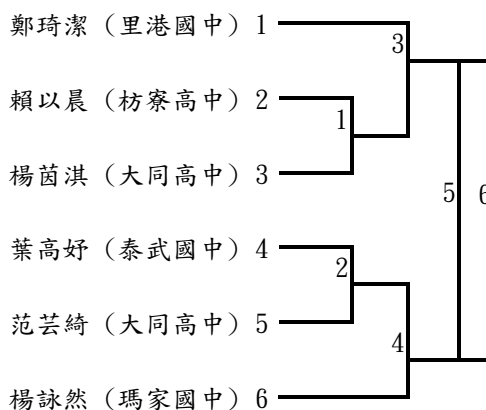 鄭琦潔（里港國中）1
3
賴以晨（枋寮高中）2
1
楊茵淇（大同高中）3
5 6
葉高妤（泰武國中）4
2
范芸綺（大同高中）5
4
楊詠然（瑪家國中）6